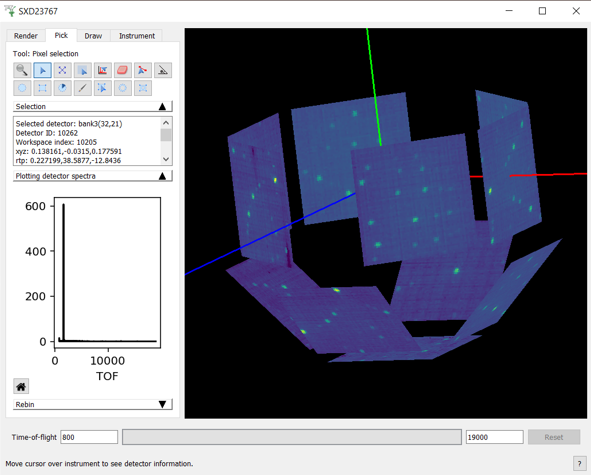 SXD23767
Render
Pick
Draw
Instrument
Tool: Pixel selection
Selection
Selected detector: bank3(32,21)
Detector ID: 10262
Workspace index: 10205
xyz: 0.138161,-0.0315,0.177591
rtp: 0.227199,38.5877,-12.8436
Plotting detector spectra
600
400
200
0
0
10000
TOF
Rebin
Time-of-flight
800
19000
Reset
Move cursor over instrument to see detector information.
?